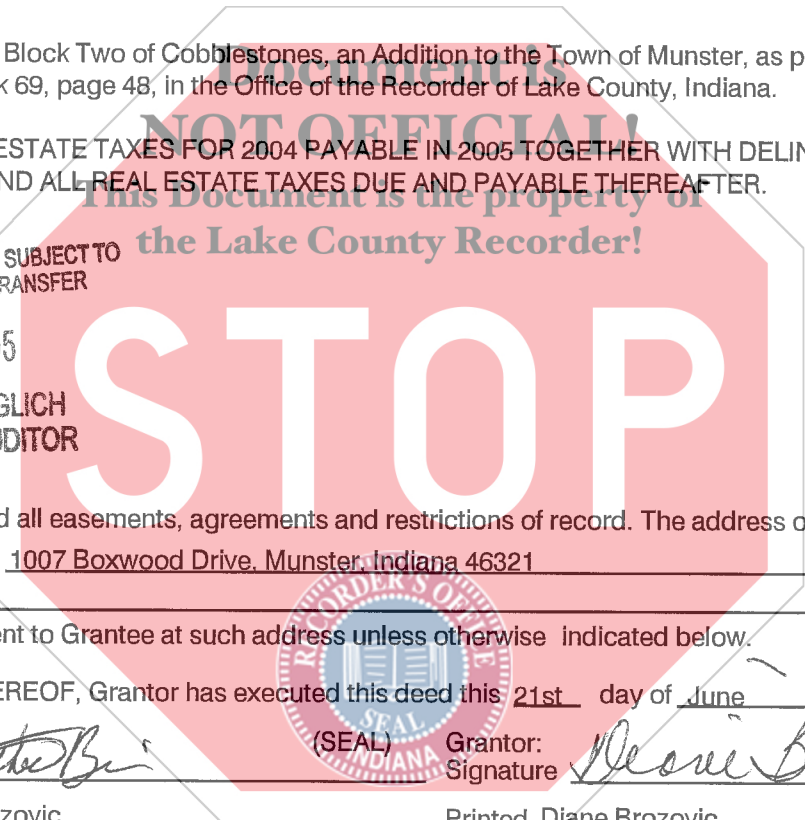 Block Two of Cobblestones, an Addition to the Town of Munster, as p
Document is
k 69, page 48, in the Office of the Recorder of Lake County, Indiana.
NOT OFFICIAL!
ESTATE TAXES FOR 2004 PAYABLE IN 2005 TOGETHER WITH DELIN
ND ALL REAL ESTATE TAXES DUE AND PAYABLE THEREAFTER.
This Document is the property of
the Lake County Recorder!
SUBJECT TO
RANSFER
5
GLICH
UDITOR
STOP
d all easements, agreements and restrictions of record. The address o
1007 Boxwood Drive, Munster, Indiana 46321
RECORDER'S OFFICE
ent to Grantee at such address unless otherwise indicated below.
EREOF, Grantor has executed this deed this 21st day of June
SEAL
(SEAL) Grantor:
INDIANA
Signature Diane B
zovic
Printed Diane Brozovic